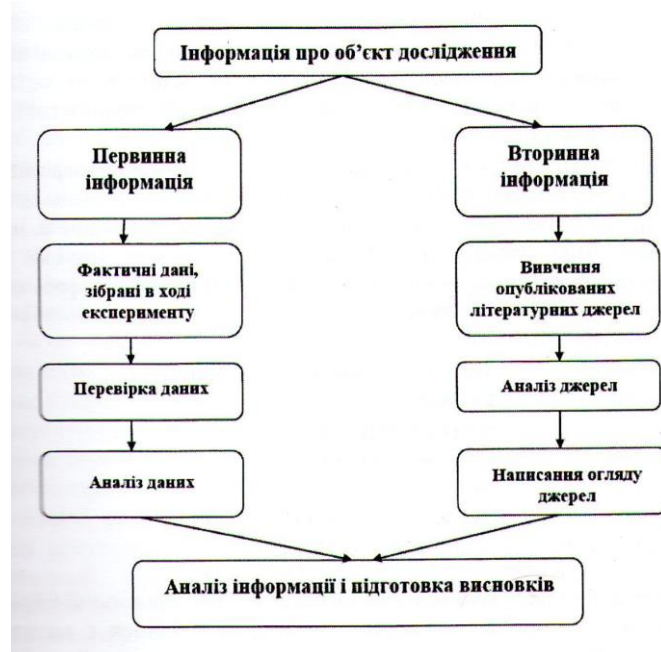 Інформація про об’єкт дослідження
Первинна
інформація
Вторинна
інформація
Фактичні дані,
зібрані в ході
експерименту
Вивчення
опублікованих
літературних джерел
Перевірка даних
Аналіз джерел
Аналіз даних
Написання огляду
джерел
Аналіз інформації і підготовка висновків